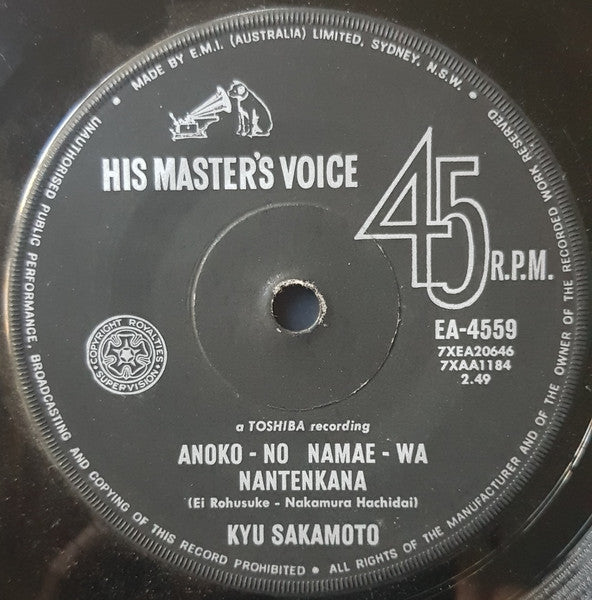 MADE BY E.M.I. (AUSTRALIA) LIMITED, SYDNEY, N.S.W. •
UNAUTHORISED PUBLIC PERFORMANCE, BROADCASTING AND COPYING OF THIS RECORD PROHIBITED • ALL RIGHTS OF THE MANUFACTURER AND OF THE OWNER OF THE RECORDED WORK RESERVED
HIS MASTER'S VOICE
45
R.P.M.
EA-4559
7XEA20646
7XAA1184
2.49
COPYRIGHT ROYALTIES
SUPERVISION
a TOSHIBA recording
ANOKO - NO NAMAE - WA
NANTENKANA
(Ei Rohusuke - Nakamura Hachidai)
KYU SAKAMOTO